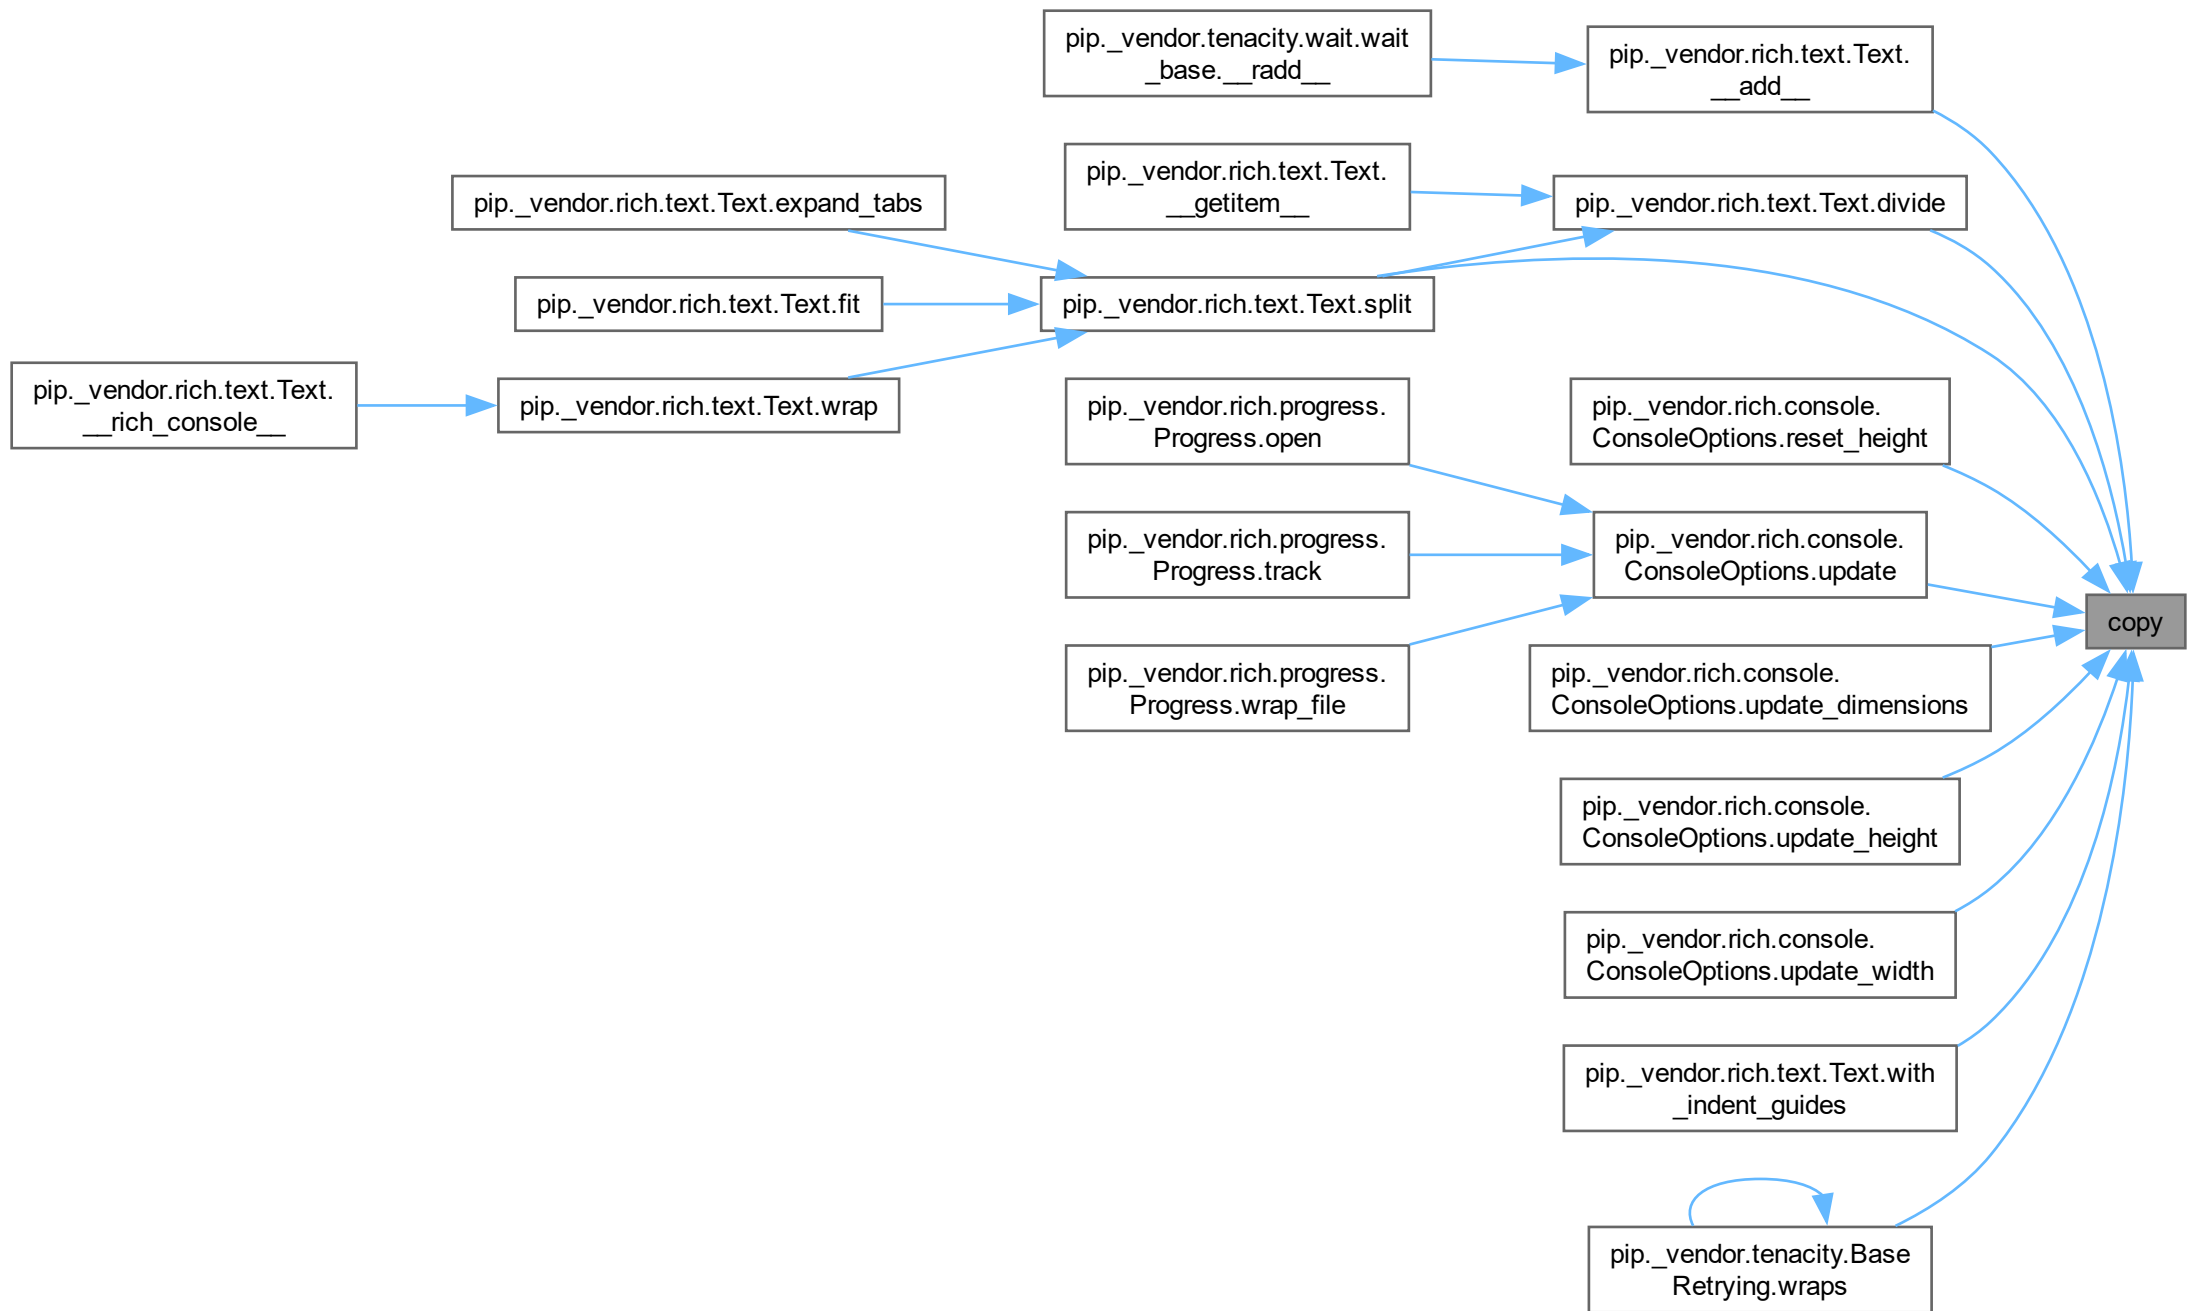 pip._vendor.tenacity.wait.wait
_base.__radd__
pip._vendor.rich.text.Text.
__add__
pip._vendor.rich.text.Text.
__getitem__
pip._vendor.rich.text.Text.divide
pip._vendor.rich.text.Text.expand_tabs
pip._vendor.rich.text.Text.fit
pip._vendor.rich.text.Text.split
pip._vendor.rich.text.Text.
__rich_console__
pip._vendor.rich.text.Text.wrap
pip._vendor.rich.progress.
Progress.open
pip._vendor.rich.console.
ConsoleOptions.reset_height
pip._vendor.rich.progress.
Progress.track
pip._vendor.rich.console.
ConsoleOptions.update
copy
pip._vendor.rich.progress.
Progress.wrap_file
pip._vendor.rich.console.
ConsoleOptions.update_dimensions
pip._vendor.rich.console.
ConsoleOptions.update_height
pip._vendor.rich.console.
ConsoleOptions.update_width
pip._vendor.rich.text.Text.with
_indent_guides
pip._vendor.tenacity.Base
Retrying.wraps